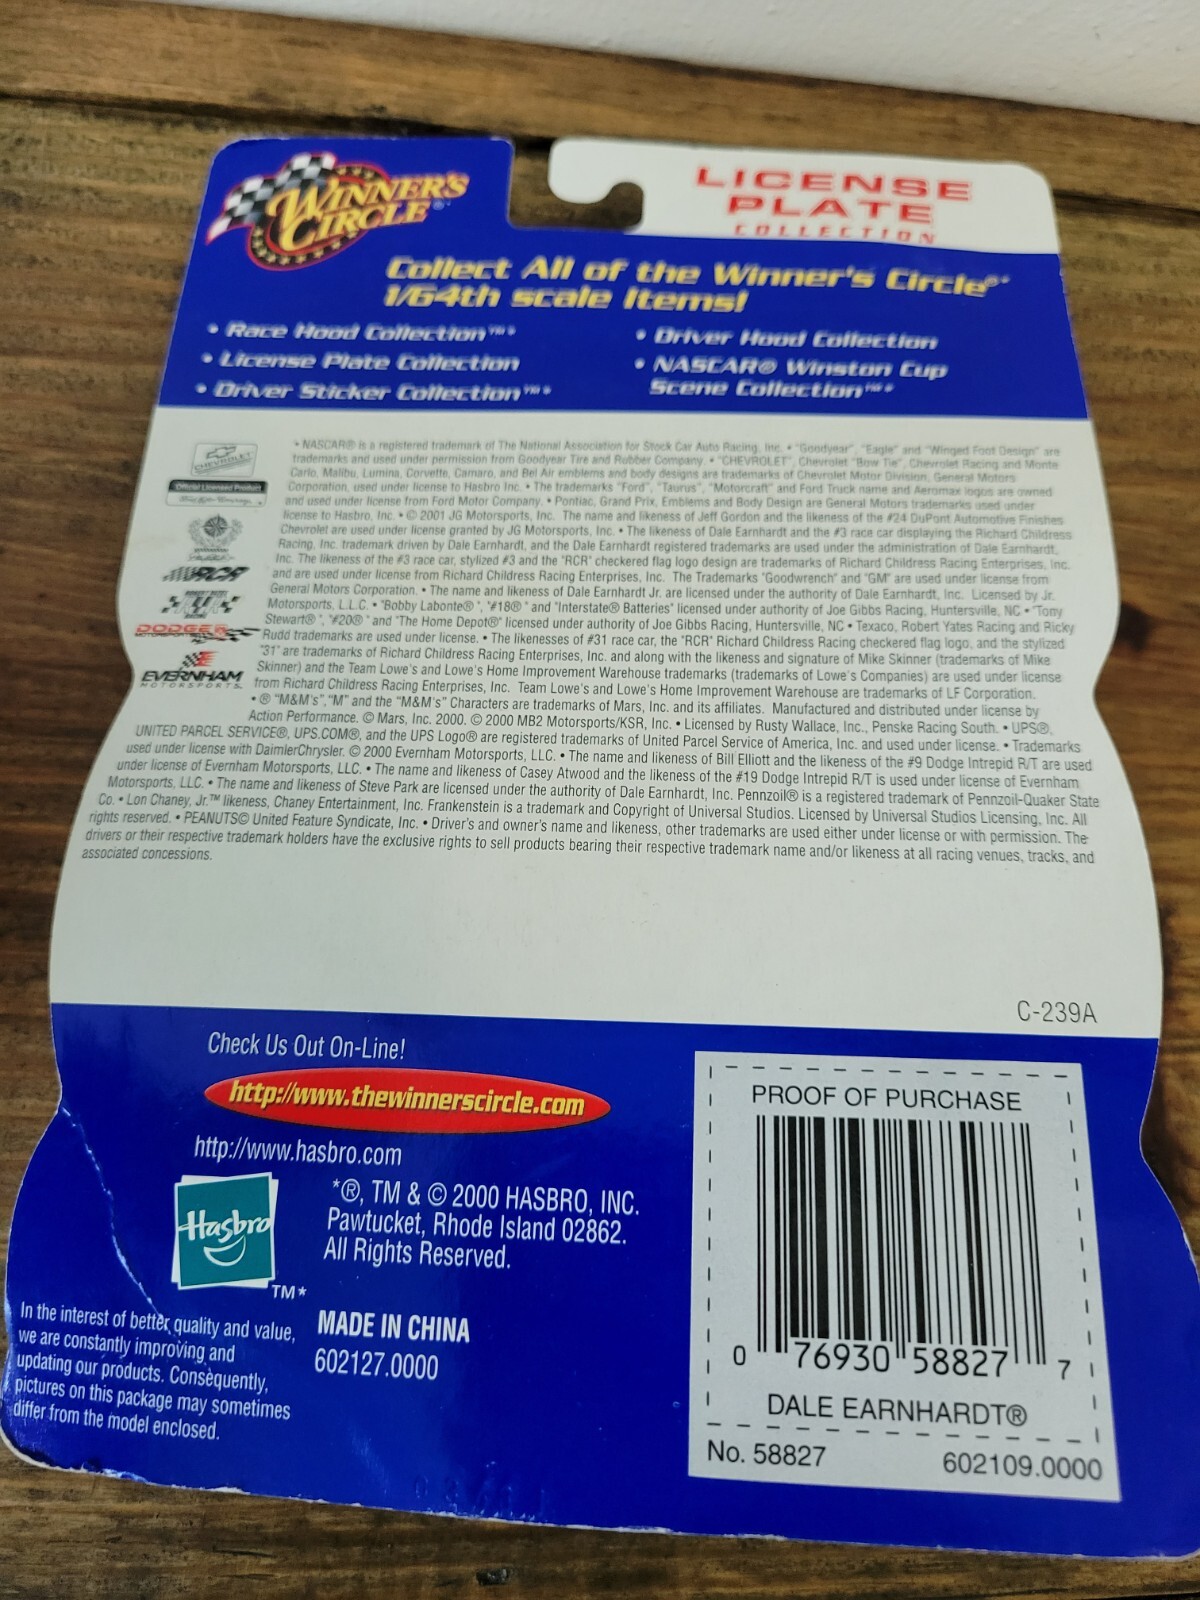 WINNER'S
CIRCLE®
LICENSE
PLATE
COLLECTION
Collect All of the Winner's Circle®*
1/64th scale Items!
• Race Hood Collection™*
• License Plate Collection
• Driver Sticker Collection™*
• Driver Hood Collection
• NASCAR® Winston Cup
Scene Collection™*
CHEVROLET
Official Licensed Product
RCR
DODGE
MOTORSPORTS
EVERNHAM
MOTORSPORTS.
• NASCAR® is a registered trademark of The National Association for Stock Car Auto Racing, Inc. • "Goodyear", "Eagle" and "Winged Foot Design" are
trademarks and used under permission from Goodyear Tire and Rubber Company. • "CHEVROLET", Chevrolet "Bow Tie", Chevrolet Racing and Monte
Carlo, Malibu, Lumina, Corvette, Camaro, and Bel Air emblems and body designs are trademarks of Chevrolet Motor Division, General Motors
Corporation, used under license to Hasbro Inc. • The trademarks "Ford", "Taurus", "Motorcraft" and Ford Truck name and Aeromax logos are owned
and used under license from Ford Motor Company. • Pontiac, Grand Prix, Emblems and Body Design are General Motors trademarks used under
license to Hasbro, Inc. • © 2001 JG Motorsports, Inc. The name and likeness of Jeff Gordon and the likeness of the #24 DuPont Automotive Finishes
Chevrolet are used under license granted by JG Motorsports, Inc. • The likeness of Dale Earnhardt and the #3 race car displaying the Richard Childress
Racing, Inc. trademark driven by Dale Earnhardt, and the Dale Earnhardt registered trademarks are used under the administration of Dale Earnhardt,
Inc. The likeness of the #3 race car, stylized #3 and the "RCR" checkered flag logo design are trademarks of Richard Childress Racing Enterprises, Inc.
and are used under license from Richard Childress Racing Enterprises, Inc. The Trademarks "Goodwrench" and "GM" are used under license from
General Motors Corporation. • The name and likeness of Dale Earnhardt Jr. are licensed under the authority of Dale Earnhardt, Inc. Licensed by Jr.
Motorsports, L.L.C. • "Bobby Labonte®", "#18®" and "Interstate® Batteries" licensed under authority of Joe Gibbs Racing, Huntersville, NC • "Tony
Stewart®", "#20®" and "The Home Depot®" licensed under authority of Joe Gibbs Racing, Huntersville, NC • Texaco, Robert Yates Racing and Ricky
Rudd trademarks are used under license. • The likenesses of #31 race car, the "RCR" Richard Childress Racing checkered flag logo, and the stylized
"31" are trademarks of Richard Childress Racing Enterprises, Inc. and along with the likeness and signature of Mike Skinner (trademarks of Mike
Skinner) and the Team Lowe's and Lowe's Home Improvement Warehouse trademarks (trademarks of Lowe's Companies) are used under license
from Richard Childress Racing Enterprises, Inc. Team Lowe's and Lowe's Home Improvement Warehouse are trademarks of LF Corporation.
• ® "M&M's", "M" and the "M&M's" Characters are trademarks of Mars, Inc. and its affiliates. Manufactured and distributed under license by
Action Performance. © Mars, Inc. 2000. © 2000 MB2 Motorsports/KSR, Inc. • Licensed by Rusty Wallace, Inc., Penske Racing South. • UPS®,
UNITED PARCEL SERVICE®, UPS.COM®, and the UPS Logo® are registered trademarks of United Parcel Service of America, Inc. and used under license. • Trademarks
used under license with DaimlerChrysler. © 2000 Evernham Motorsports, LLC. • The name and likeness of Bill Elliott and the likeness of the #9 Dodge Intrepid R/T are used
under license of Evernham Motorsports, LLC. • The name and likeness of Casey Atwood and the likeness of the #19 Dodge Intrepid R/T is used under license of Evernham
Motorsports, LLC. • The name and likeness of Steve Park are licensed under the authority of Dale Earnhardt, Inc. Pennzoil® is a registered trademark of Pennzoil-Quaker State
Co. • Lon Chaney, Jr.™ likeness, Chaney Entertainment, Inc. Frankenstein is a trademark and Copyright of Universal Studios. Licensed by Universal Studios Licensing, Inc. All
rights reserved. • PEANUTS© United Feature Syndicate, Inc. • Driver's and owner's name and likeness, other trademarks are used either under license or with permission. The
drivers or their respective trademark holders have the exclusive rights to sell products bearing their respective trademark name and/or likeness at all racing venues, tracks, and
associated concessions.
C-239A
Check Us Out On-Line!
http://www.thewinnerscircle.com
http://www.hasbro.com
Hasbro
TM*
*®, TM & © 2000 HASBRO, INC.
Pawtucket, Rhode Island 02862.
All Rights Reserved.
MADE IN CHINA
602127.0000
In the interest of better quality and value,
we are constantly improving and
updating our products. Consequently,
pictures on this package may sometimes
differ from the model enclosed.
PROOF OF PURCHASE
0 76930 58827 7
DALE EARNHARDT®
No. 58827
602109.0000